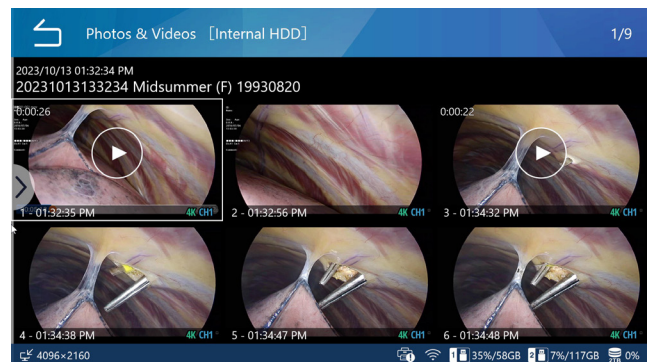 Photos & Videos [Internal HDD]
1/9
2023/10/13 01:32:34 PM
20231013133234 Midsummer (F) 19930820
0:00:26
0:00:22
1 - 01:32:35 PM 4K CH1
2 - 01:32:56 PM 4K CH1
3 - 01:34:32 PM 4K CH1
4 - 01:34:38 PM 4K CH1
5 - 01:34:47 PM 4K CH1
6 - 01:34:48 PM 4K CH1
4096×2160
1 35%/58GB 2 7%/117GB 2TB 0%